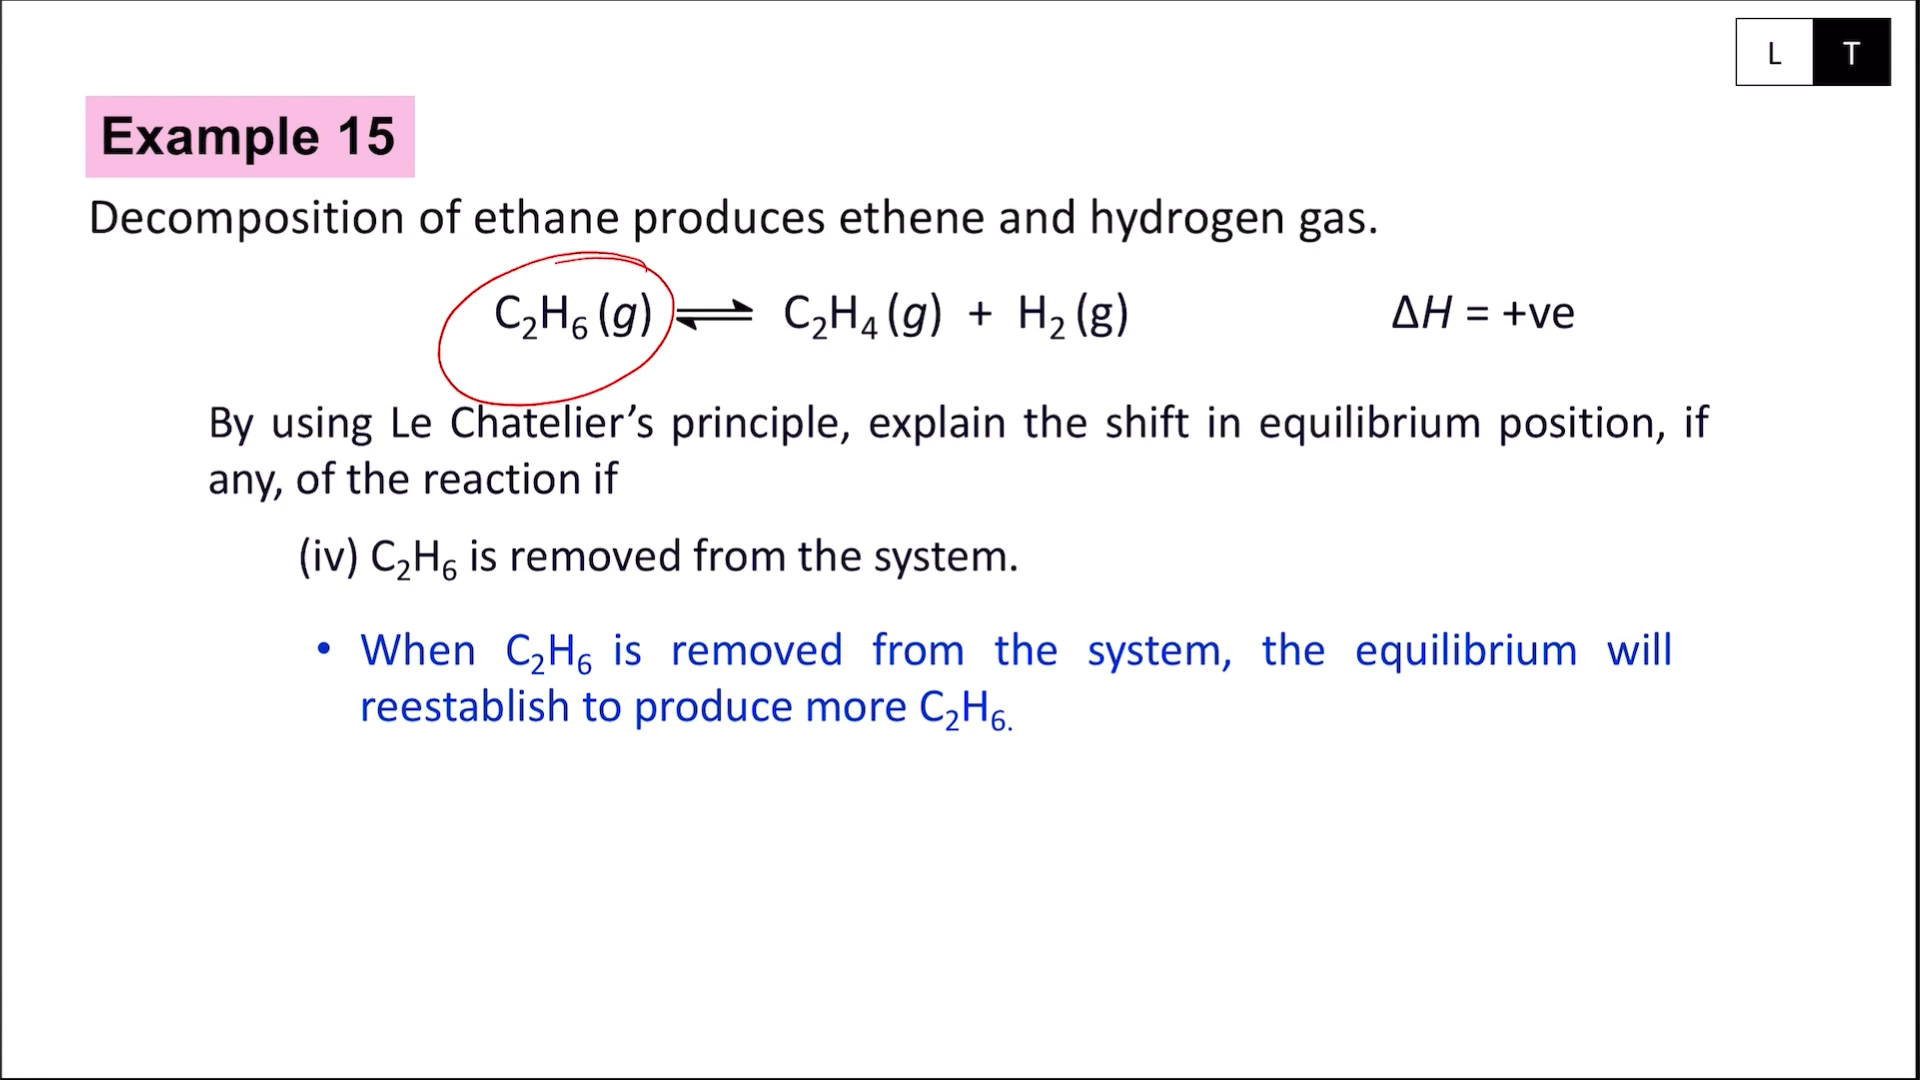 L T
Example 15
Decomposition of ethane produces ethene and hydrogen gas.
C₂H₆ (g) ⇌ C₂H₄ (g) + H₂ (g) ΔH = +ve
By using Le Chatelier’s principle, explain the shift in equilibrium position, if
any, of the reaction if
(iv) C₂H₆ is removed from the system.
• When C₂H₆ is removed from the system, the equilibrium will
reestablish to produce more C₂H₆.